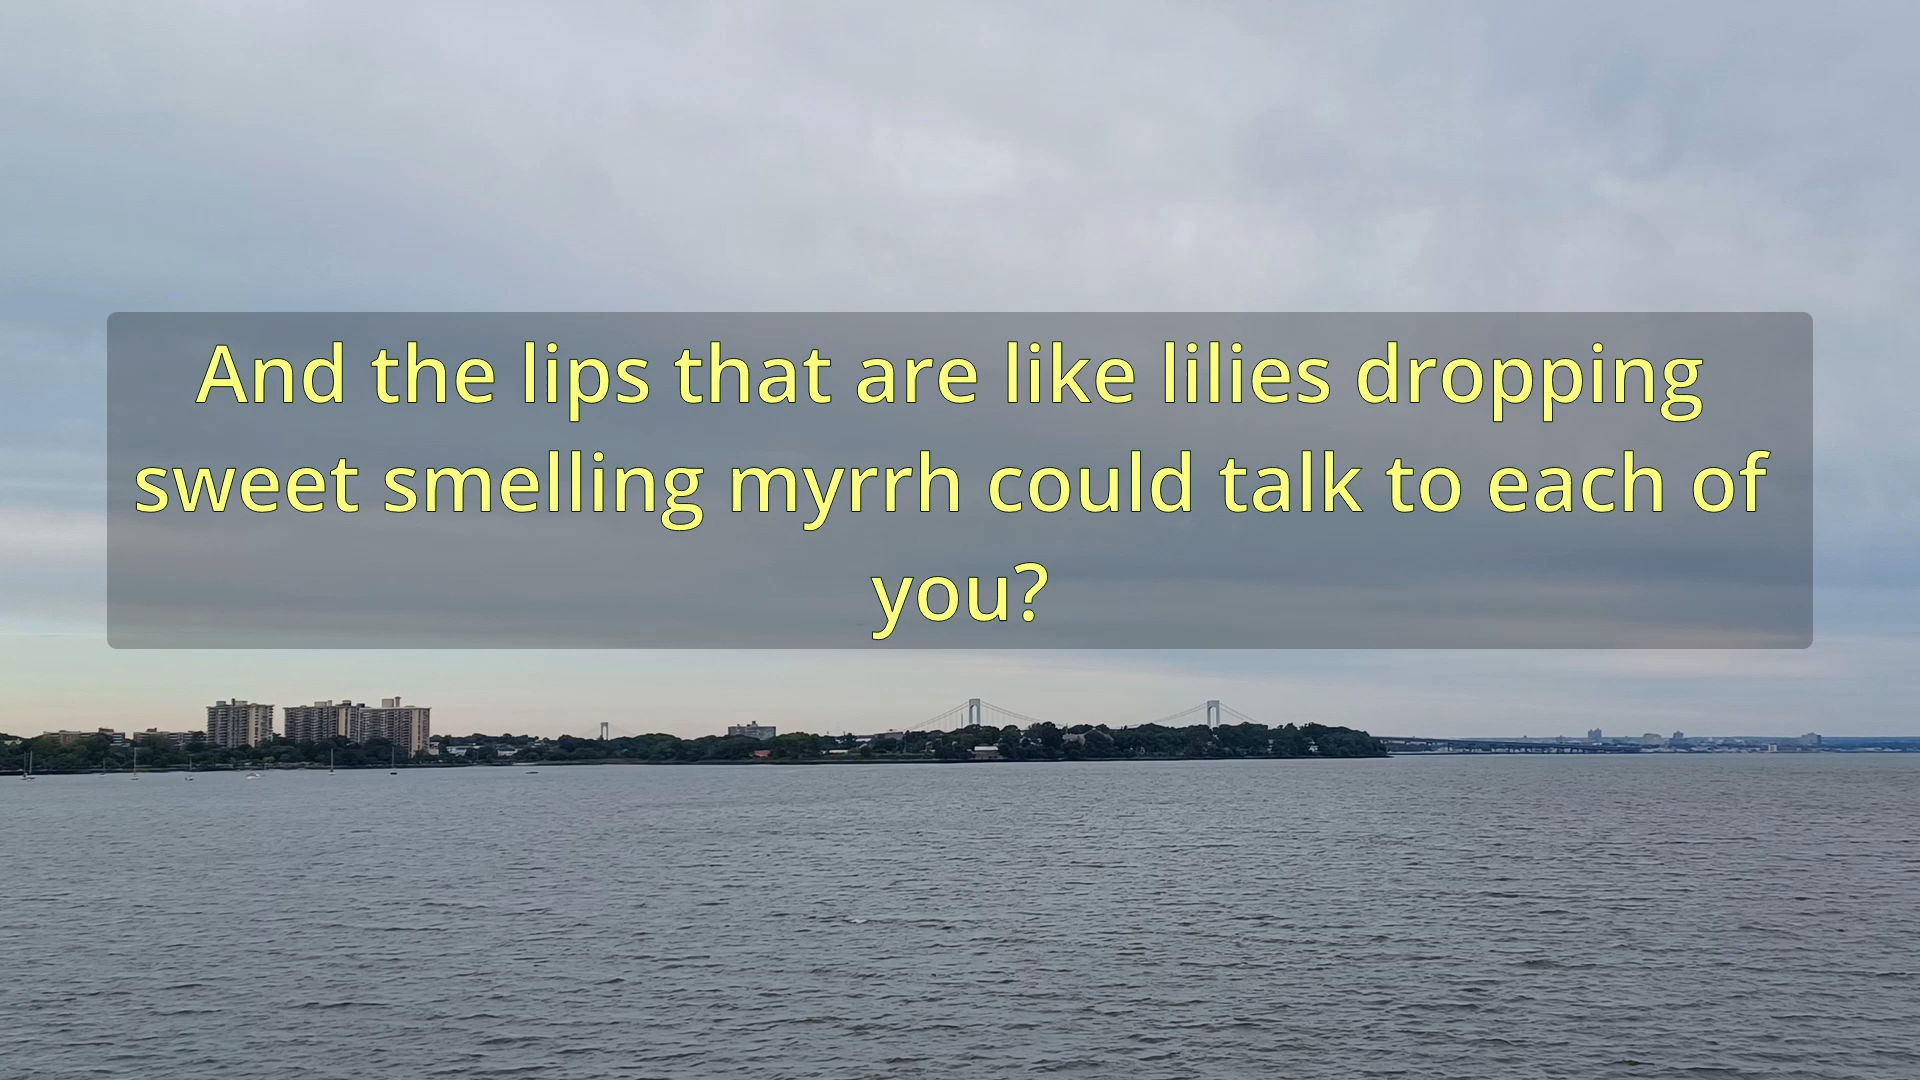 And the lips that are like lilies dropping
sweet smelling myrrh could talk to each of
you?